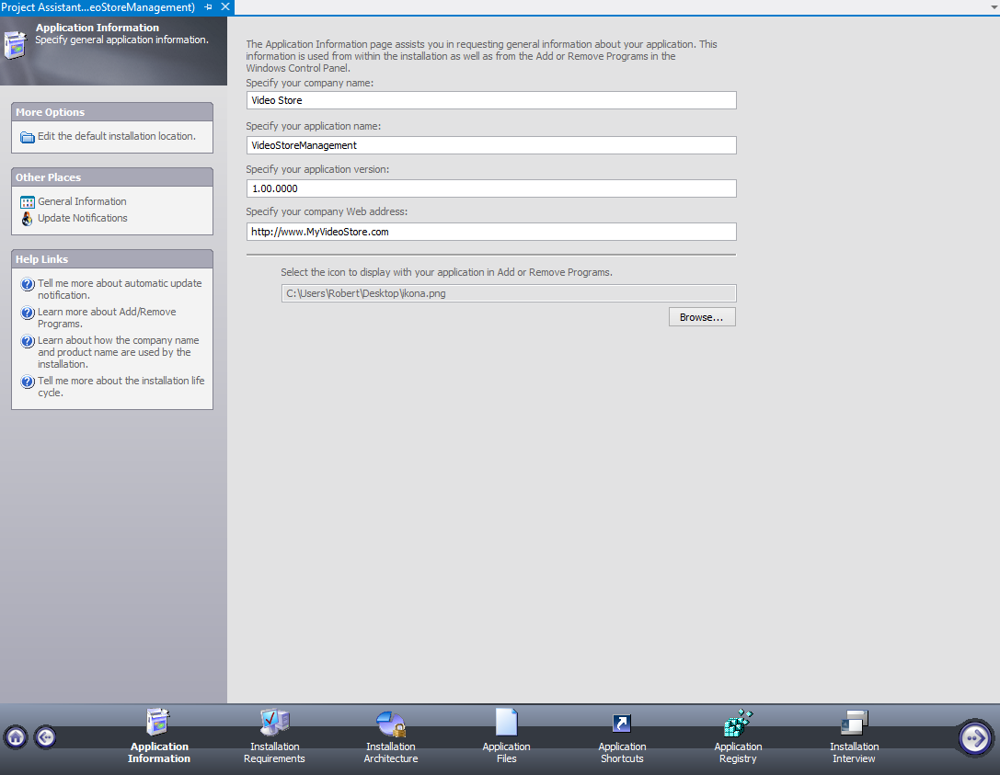 Project Assistant...eoStoreManagement)
Application Information
Specify general application information.
More Options
Edit the default installation location.
Other Places
General Information
Update Notifications
Help Links
Tell me more about automatic update
notification.
Learn more about Add/Remove
Programs.
Learn about how the company name
and product name are used by the
installation.
Tell me more about the installation life
cycle.
The Application Information page assists you in requesting general information about your application. This
information is used from within the installation as well as from the Add or Remove Programs in the
Windows Control Panel.
Specify your company name:
Video Store
Specify your application name:
VideoStoreManagement
Specify your application version:
1.00.0000
Specify your company Web address:
http://www.MyVideoStore.com
Select the icon to display with your application in Add or Remove Programs.
C:\Users\Robert\Desktop\ikona.png
Browse...
Application
Information
Installation
Requirements
Installation
Architecture
Application
Files
Application
Shortcuts
Application
Registry
Installation
Interview